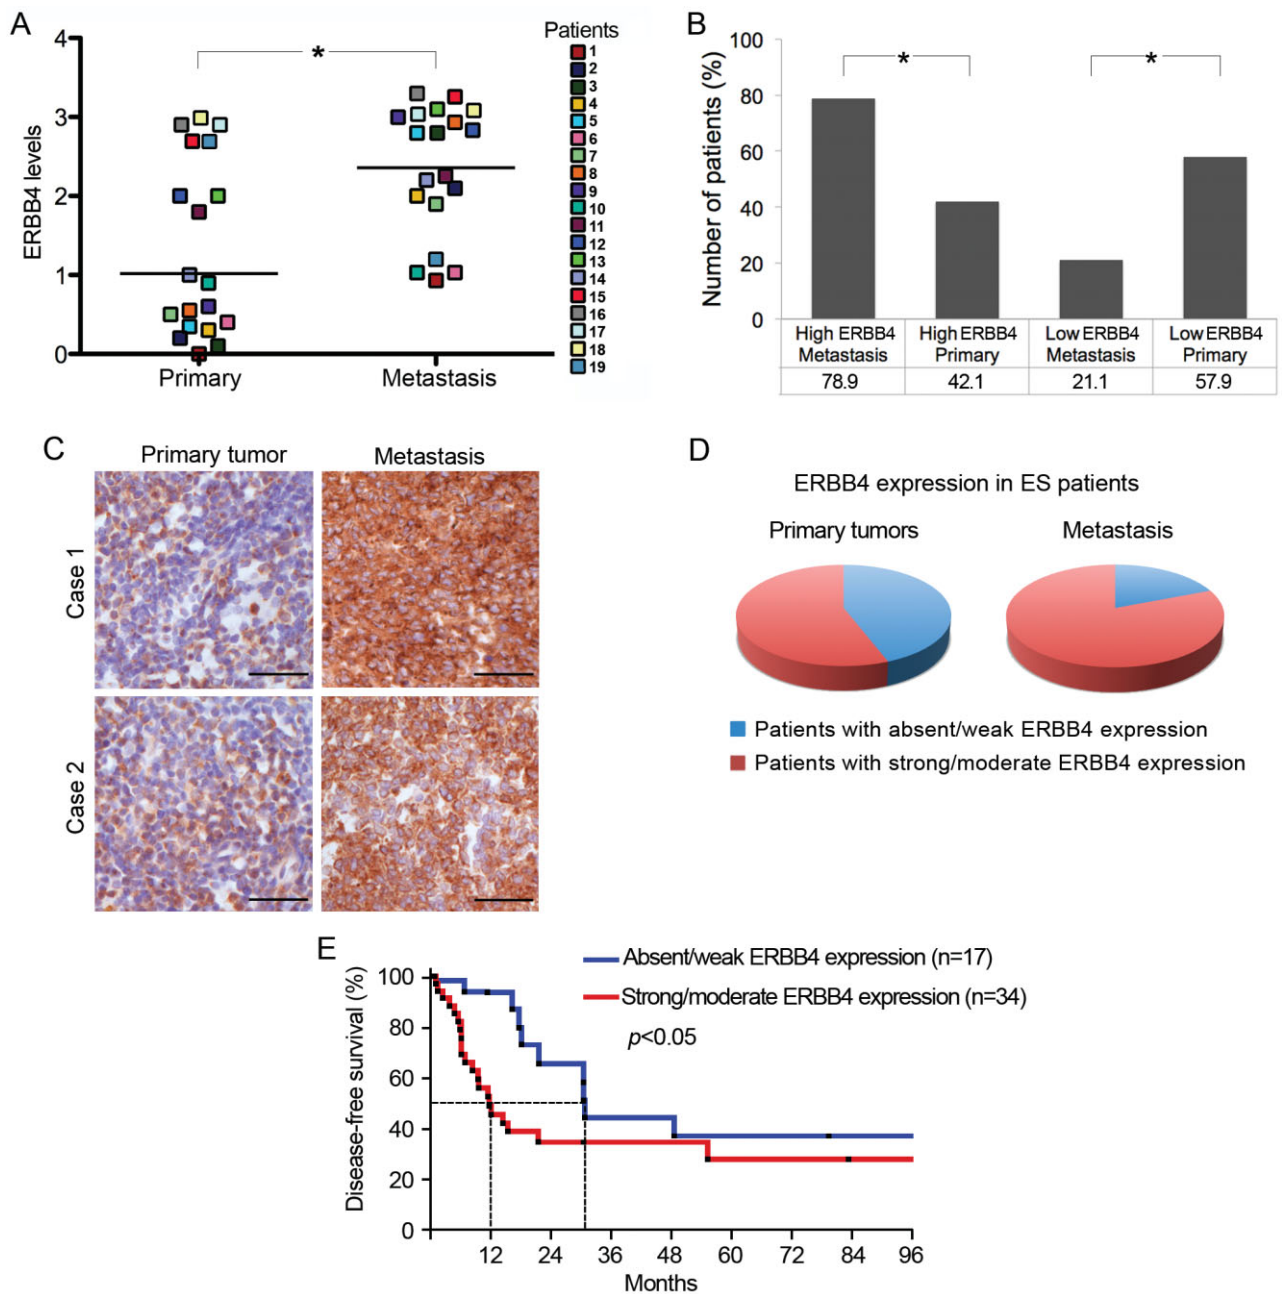 A
ERBB4 levels
4
3
2
1
0
*
Primary
Metastasis
Patients
1
2
3
4
5
6
7
8
9
10
11
12
13
14
15
16
17
18
19
B
Number of patients (%)
100
80
60
40
20
0
*
*
High ERBB4 Metastasis
High ERBB4 Primary
Low ERBB4 Metastasis
Low ERBB4 Primary
78.9
42.1
21.1
57.9
C
Primary tumor
Metastasis
Case 1
Case 2
D
ERBB4 expression in ES patients
Primary tumors
Metastasis
Patients with absent/weak ERBB4 expression
Patients with strong/moderate ERBB4 expression
E
Disease-free survival (%)
100
80
60
40
20
0
Absent/weak ERBB4 expression (n=17)
Strong/moderate ERBB4 expression (n=34)
p<0.05
12
24
36
48
60
72
84
96
Months